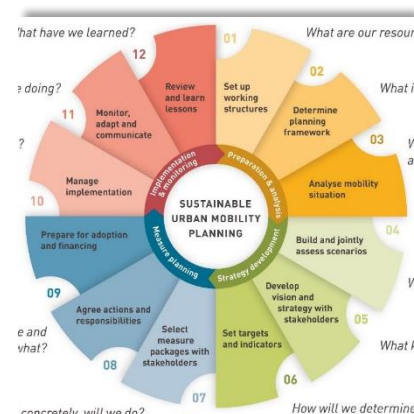 What have we learned?
What are our resour
doing?
What i
?
W
a
12
Review
and learn
lessons
01
Set up
working
structures
02
Determine
planning
framework
03
Analyse mobility
situation
04
Build and jointly
assess scenarios
05
Develop
vision and
strategy with
stakeholders
06
Set targets
and indicators
07
Select
measure
packages with
stakeholders
08
Agree actions and
responsibilities
09
Prepare for adoption
and financing
10
Manage
implementation
11
Monitor,
adapt and
communicate
Preparation & analysis
Strategy development
Measure planning
Implementation
& monitoring
SUSTAINABLE
URBAN MOBILITY
PLANNING
W
What k
e and
what?
concretely, will we do?
How will we determine